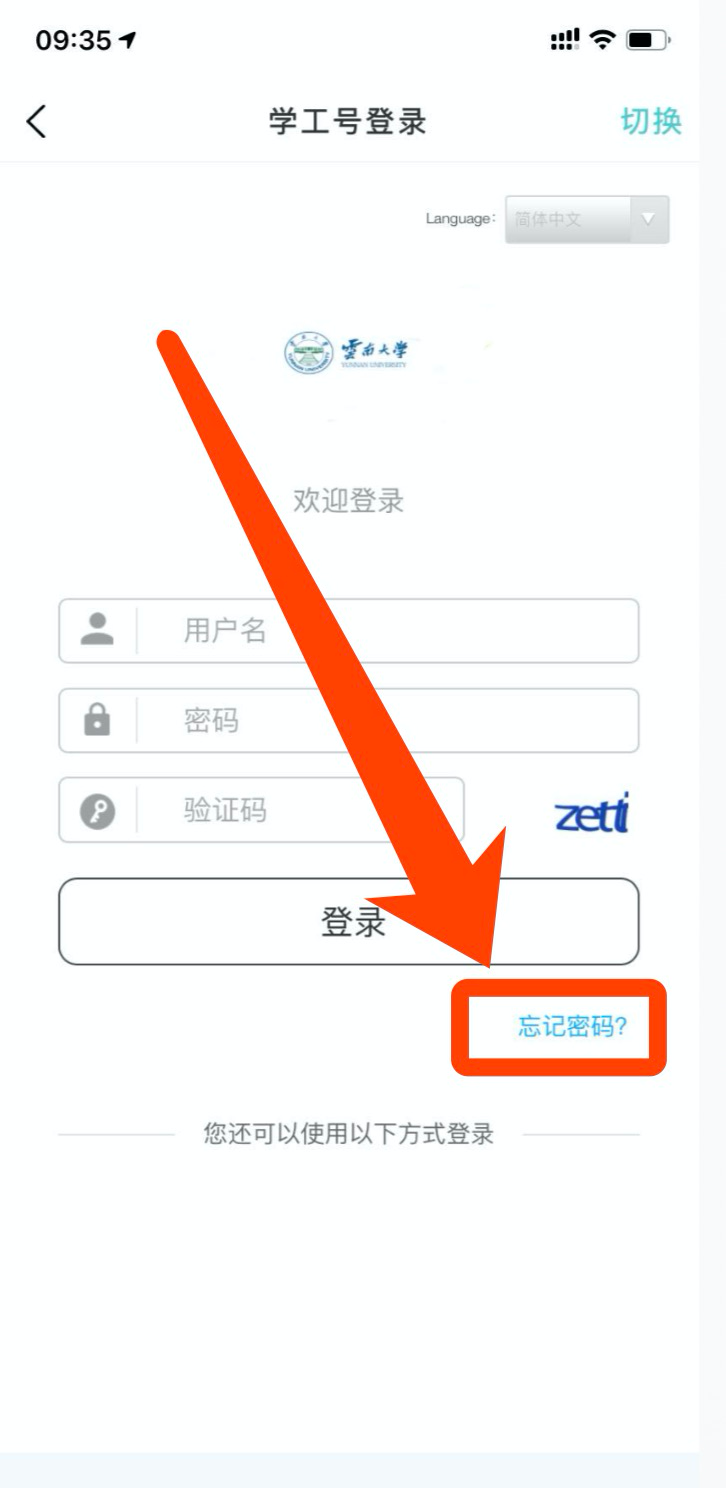 09:35
学工号登录 切换
Language: 简体中文
雲南大学
YUNNAN UNIVERSITY
欢迎登录
用户名
密码
验证码 zetti
登录
忘记密码?
您还可以使用以下方式登录